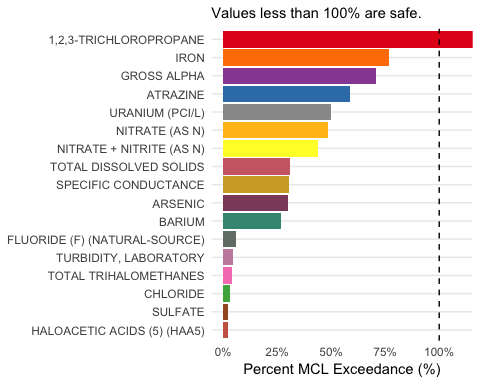 Values less than 100% are safe.
1,2,3-TRICHLOROPROPANE
IRON
GROSS ALPHA
ATRAZINE
URANIUM (PCI/L)
NITRATE (AS N)
NITRATE + NITRITE (AS N)
TOTAL DISSOLVED SOLIDS
SPECIFIC CONDUCTANCE
ARSENIC
BARIUM
FLUORIDE (F) (NATURAL-SOURCE)
TURBIDITY, LABORATORY
TOTAL TRIHALOMETHANES
CHLORIDE
SULFATE
HALOACETIC ACIDS (5) (HAA5)
0% 25% 50% 75% 100%
Percent MCL Exceedance (%)